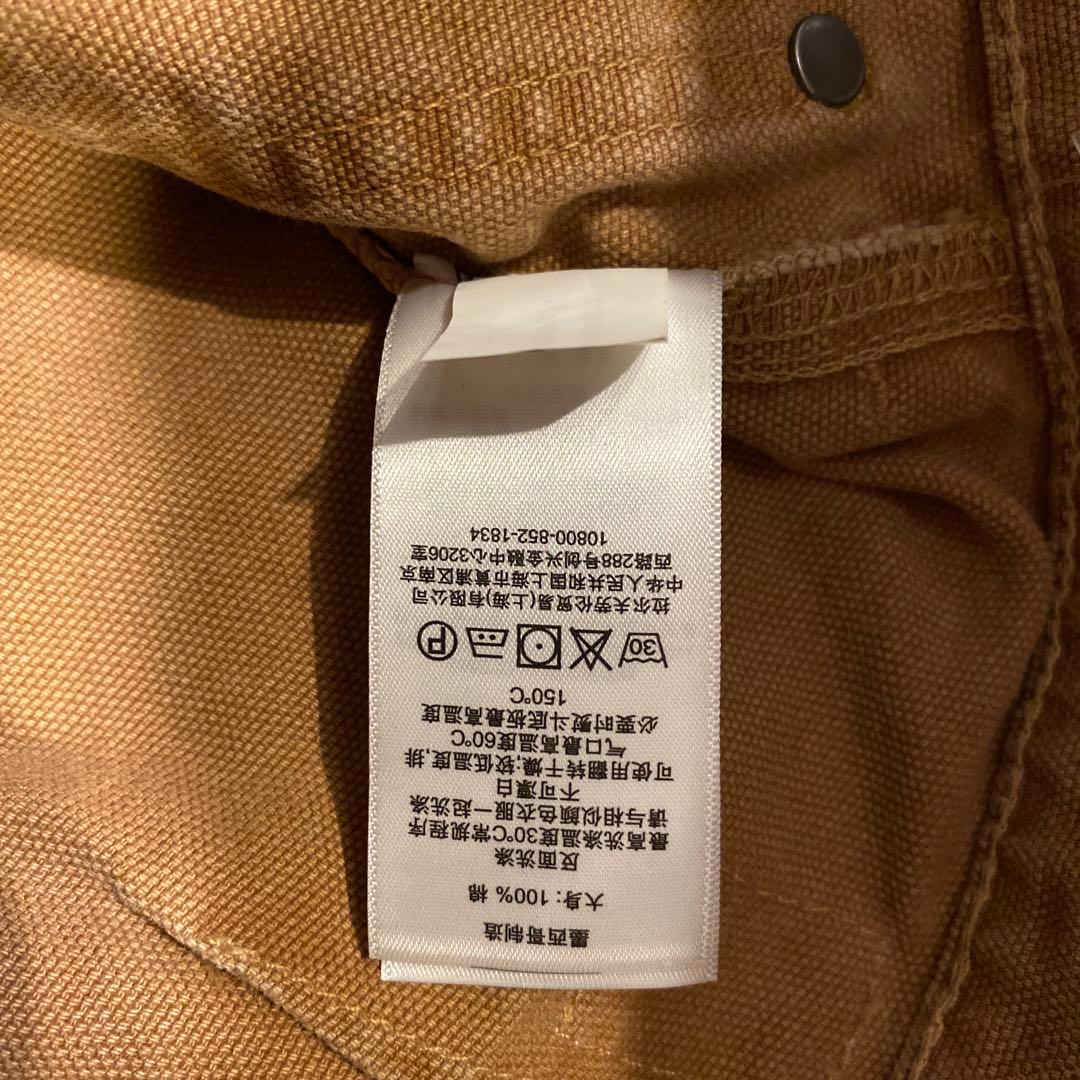 墨西哥制造
大身: 100% 棉
反面洗涤
最高洗涤温度30℃常规程序
请与相似颜色衣服一起洗涤
不可漂白
可使用翻转干燥;较低温度,排
气口最高温度60℃
必要时熨斗底板最高温度
150℃
30 P
拉尔夫劳伦贸易(上海)有限公司
中华人民共和国上海市黄浦区南京
西路288号创兴金融中心3206室
10800-852-1834